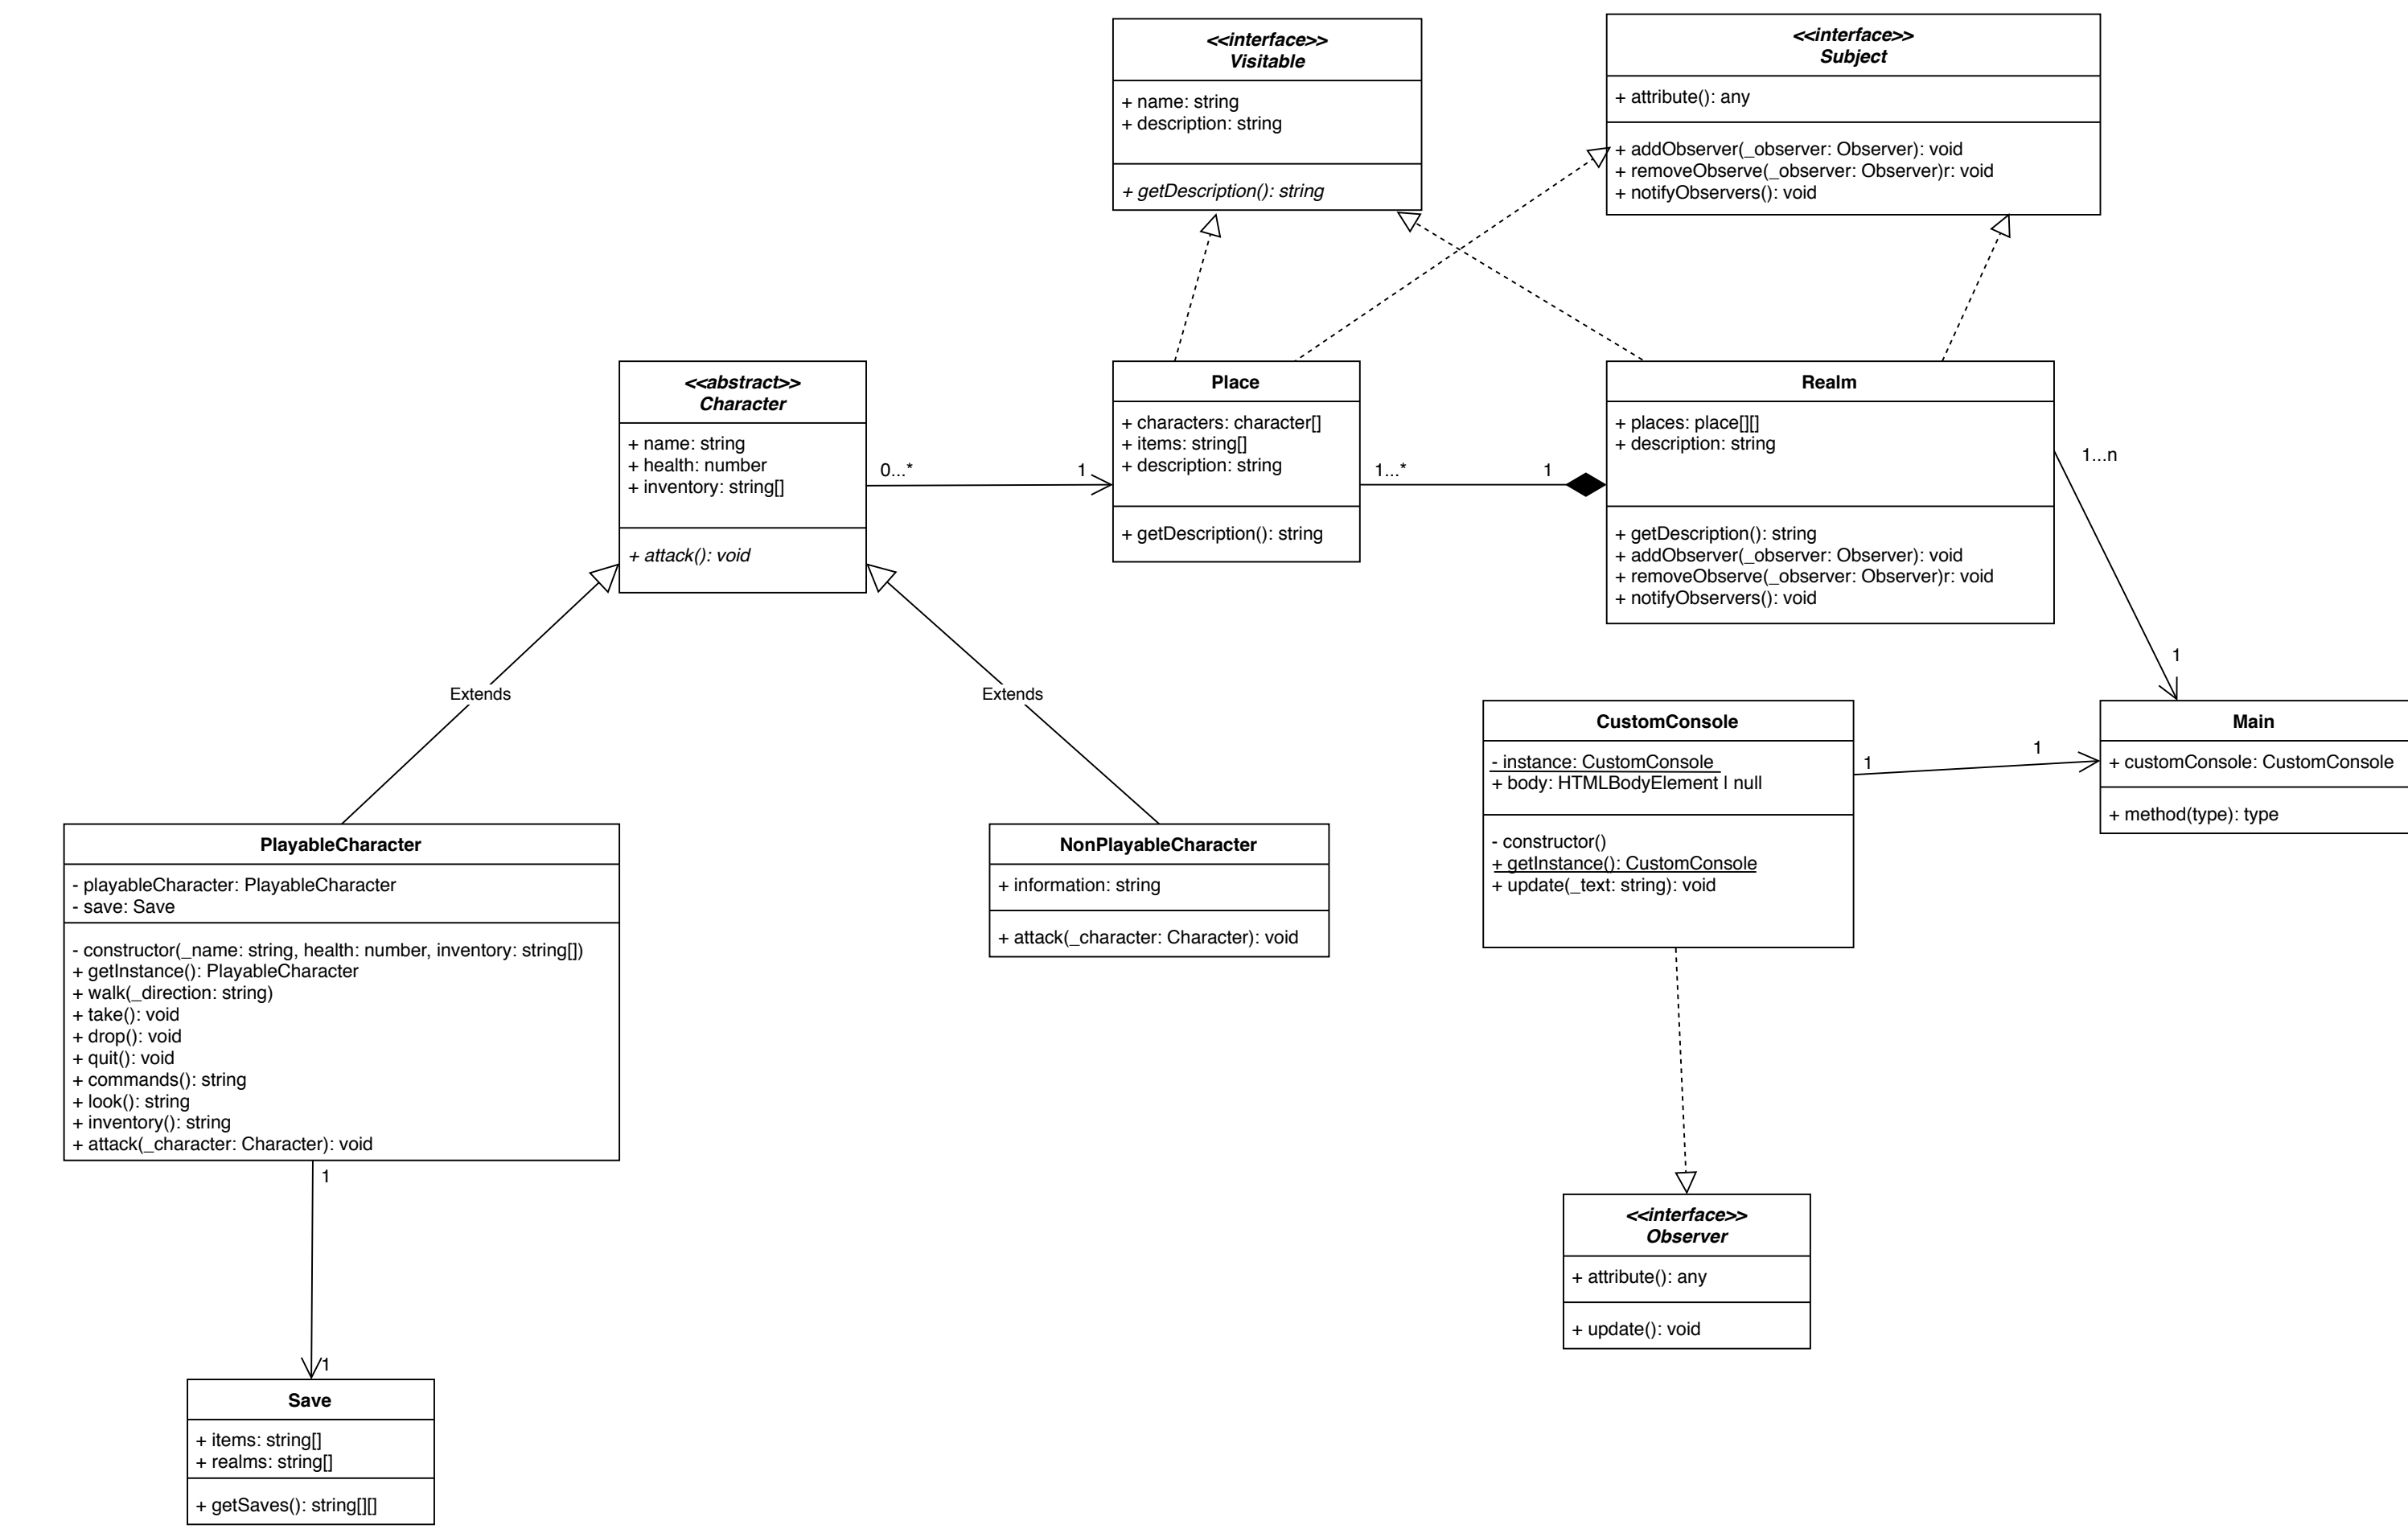 <<interface>>
Visitable
+ name: string
+ description: string
+ getDescription(): string
<<interface>>
Subject
+ attribute(): any
+ addObserver(_observer: Observer): void
+ removeObserve(_observer: Observer)r: void
+ notifyObservers(): void
<<abstract>>
Character
+ name: string
+ health: number
+ inventory: string[]
+ attack(): void
0...*
1
Place
+ characters: character[]
+ items: string[]
+ description: string
+ getDescription(): string
1...*
1
Realm
+ places: place[][]
+ description: string
+ getDescription(): string
+ addObserver(_observer: Observer): void
+ removeObserve(_observer: Observer)r: void
+ notifyObservers(): void
1...n
1
Extends
Extends
CustomConsole
- instance: CustomConsole
+ body: HTMLBodyElement | null
- constructor()
+ getInstance(): CustomConsole
+ update(_text: string): void
1
1
Main
+ customConsole: CustomConsole
+ method(type): type
PlayableCharacter
- playableCharacter: PlayableCharacter
- save: Save
- constructor(_name: string, health: number, inventory: string[])
+ getInstance(): PlayableCharacter
+ walk(_direction: string)
+ take(): void
+ drop(): void
+ quit(): void
+ commands(): string
+ look(): string
+ inventory(): string
+ attack(_character: Character): void
NonPlayableCharacter
+ information: string
+ attack(_character: Character): void
1
1
<<interface>>
Observer
+ attribute(): any
+ update(): void
Save
+ items: string[]
+ realms: string[]
+ getSaves(): string[][]